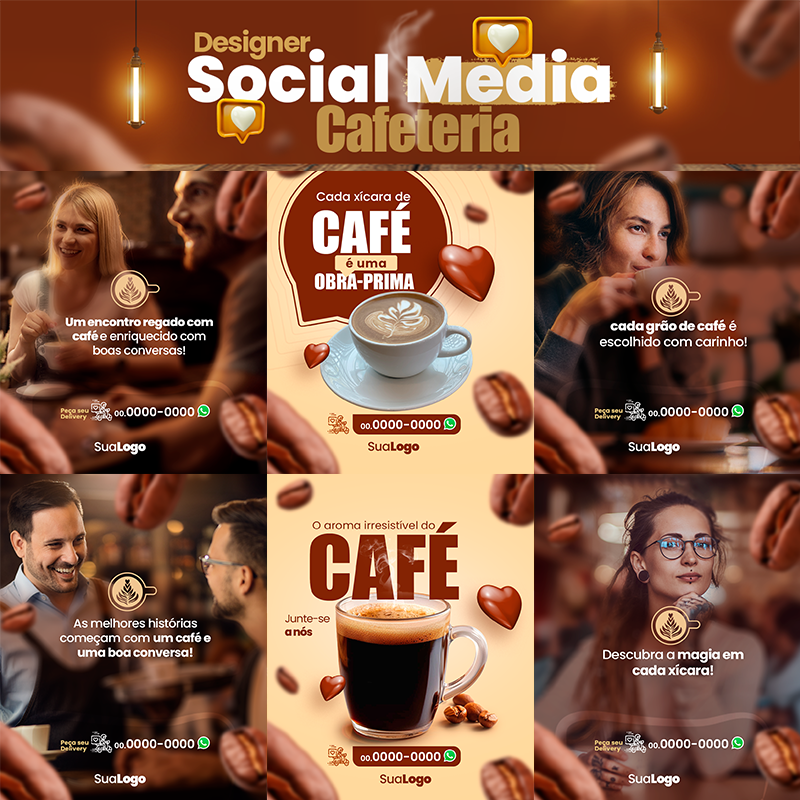 Designer
Social Media
Cafeteria
Um encontro regado com
café e enriquecido com
boas conversas!
Peça seu
Delivery
00.0000-0000
SuaLogo
Cada xícara de
CAFÉ
é uma
OBRA-PRIMA
00.0000-0000
SuaLogo
cada grão de café é
escolhido com carinho!
Peça seu
Delivery
00.0000-0000
SuaLogo
As melhores histórias
começam com um café e
uma boa conversa!
Peça seu
Delivery
00.0000-0000
SuaLogo
O aroma irresistível do
CAFÉ
Junte-se
a nós
00.0000-0000
SuaLogo
Descubra a magia em
cada xícara!
Peça seu
Delivery
00.0000-0000
SuaLogo